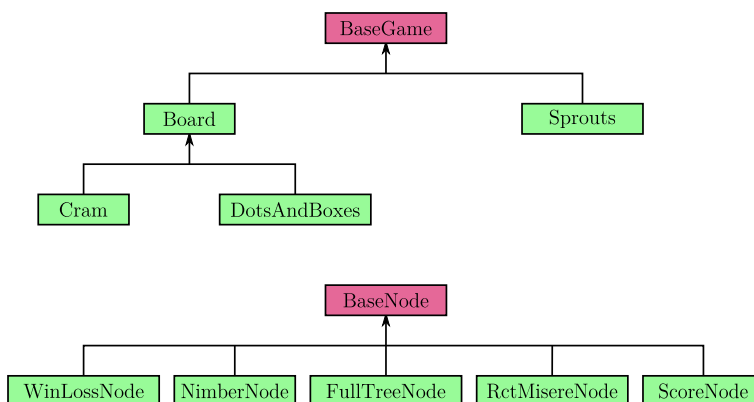 BaseGame
Board
Sprouts
Cram
DotsAndBoxes
BaseNode
WinLossNode
NimberNode
FullTreeNode
RctMisereNode
ScoreNode